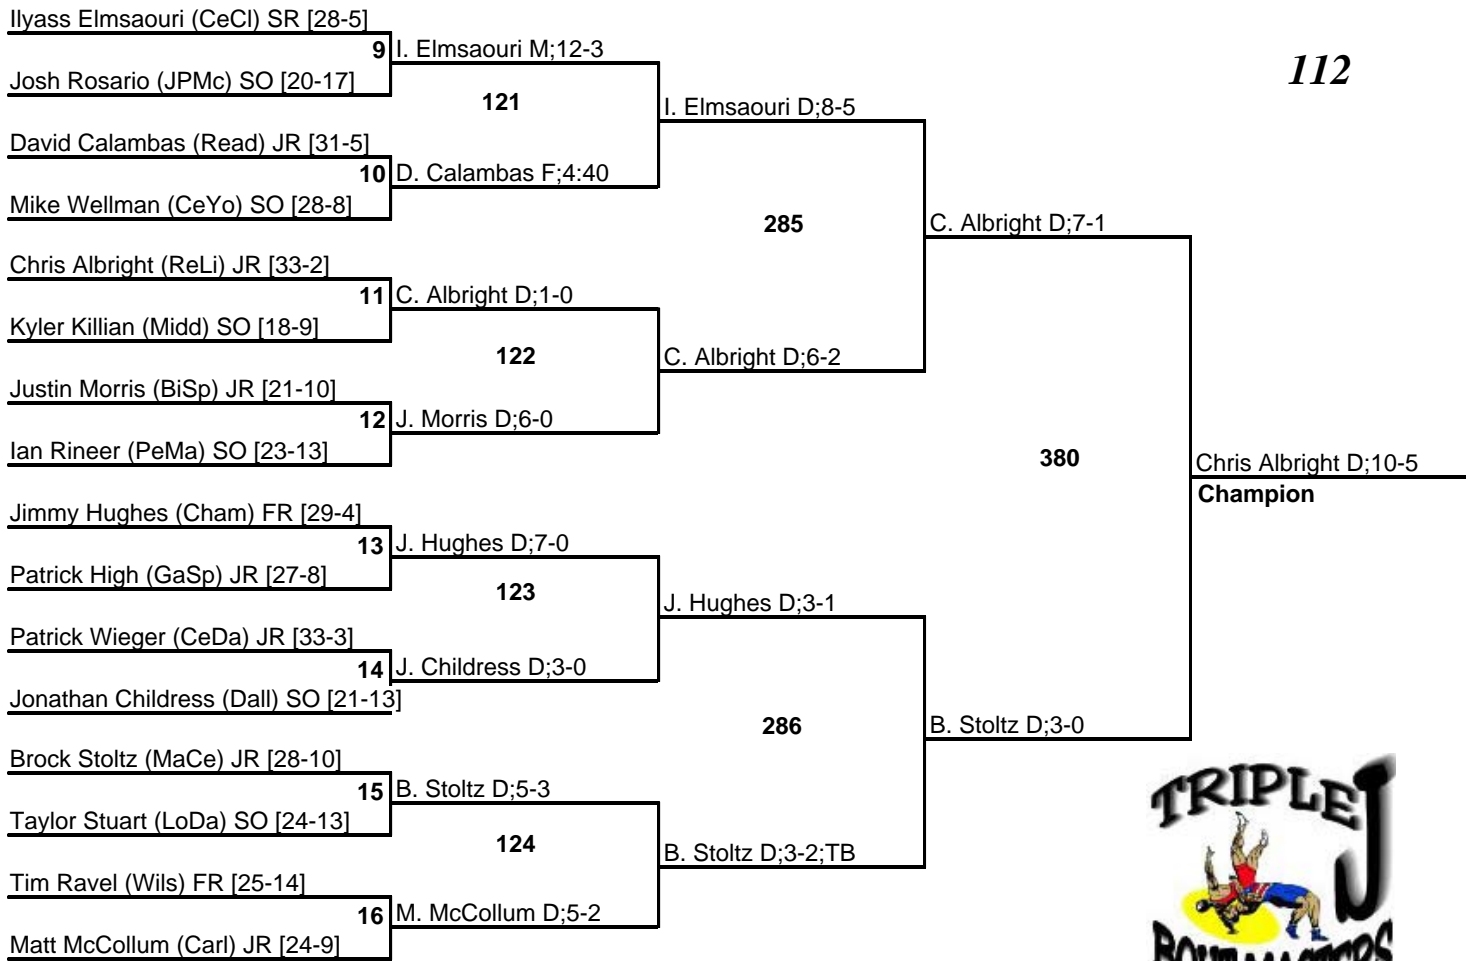 Ilyass Elmsaouri (CeCl) SR [28-5]
9 I. Elmsaouri M;12-3
112
Josh Rosario (JPMc) SO [20-17]
121
I. Elmsaouri D;8-5
David Calambas (Read) JR [31-5]
10 D. Calambas F;4:40
Mike Wellman (CeYo) SO [28-8]
285
C. Albright D;7-1
Chris Albright (ReLi) JR [33-2]
11 C. Albright D;1-0
Kyler Killian (Midd) SO [18-9]
122
C. Albright D;6-2
Justin Morris (BiSp) JR [21-10]
12 J. Morris D;6-0
Ian Rineer (PeMa) SO [23-13]
380
Chris Albright D;10-5
Champion
Jimmy Hughes (Cham) FR [29-4]
13 J. Hughes D;7-0
Patrick High (GaSp) JR [27-8]
123
J. Hughes D;3-1
Patrick Wieger (CeDa) JR [33-3]
14 J. Childress D;3-0
Jonathan Childress (Dall) SO [21-13]
286
B. Stoltz D;3-0
Brock Stoltz (MaCe) JR [28-10]
15 B. Stoltz D;5-3
Taylor Stuart (LoDa) SO [24-13]
124
B. Stoltz D;3-2;TB
Tim Ravel (Wils) FR [25-14]
16 M. McCollum D;5-2
Matt McCollum (Carl) JR [24-9]
TRIPLE J
BOUT MASTERS